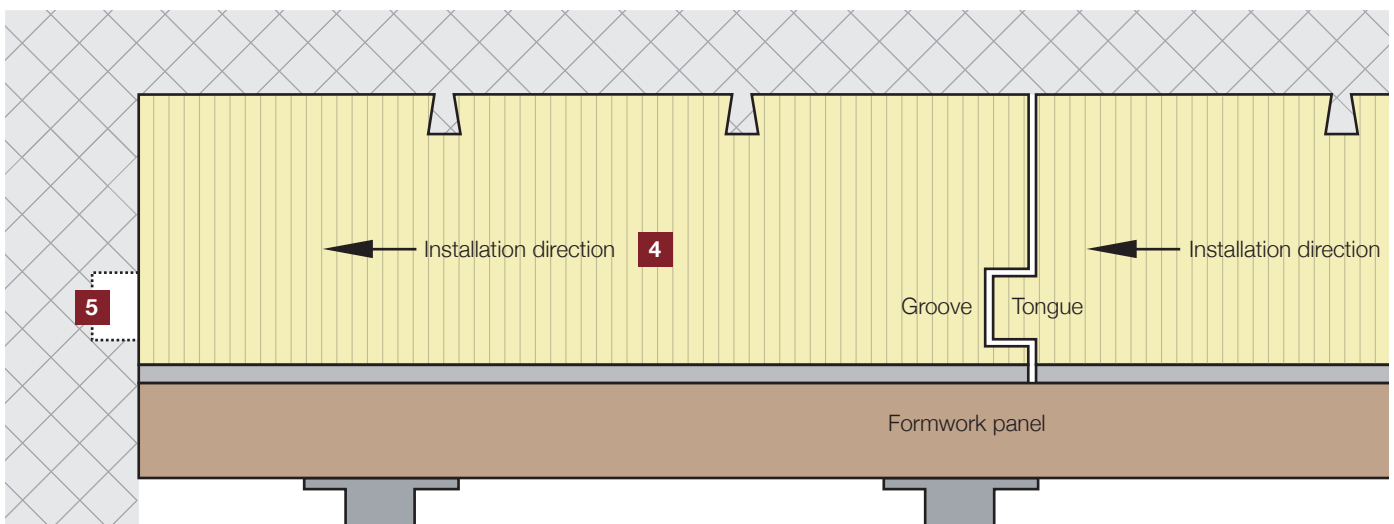 Installation direction 4
Installation direction
5
Groove Tongue
Formwork panel